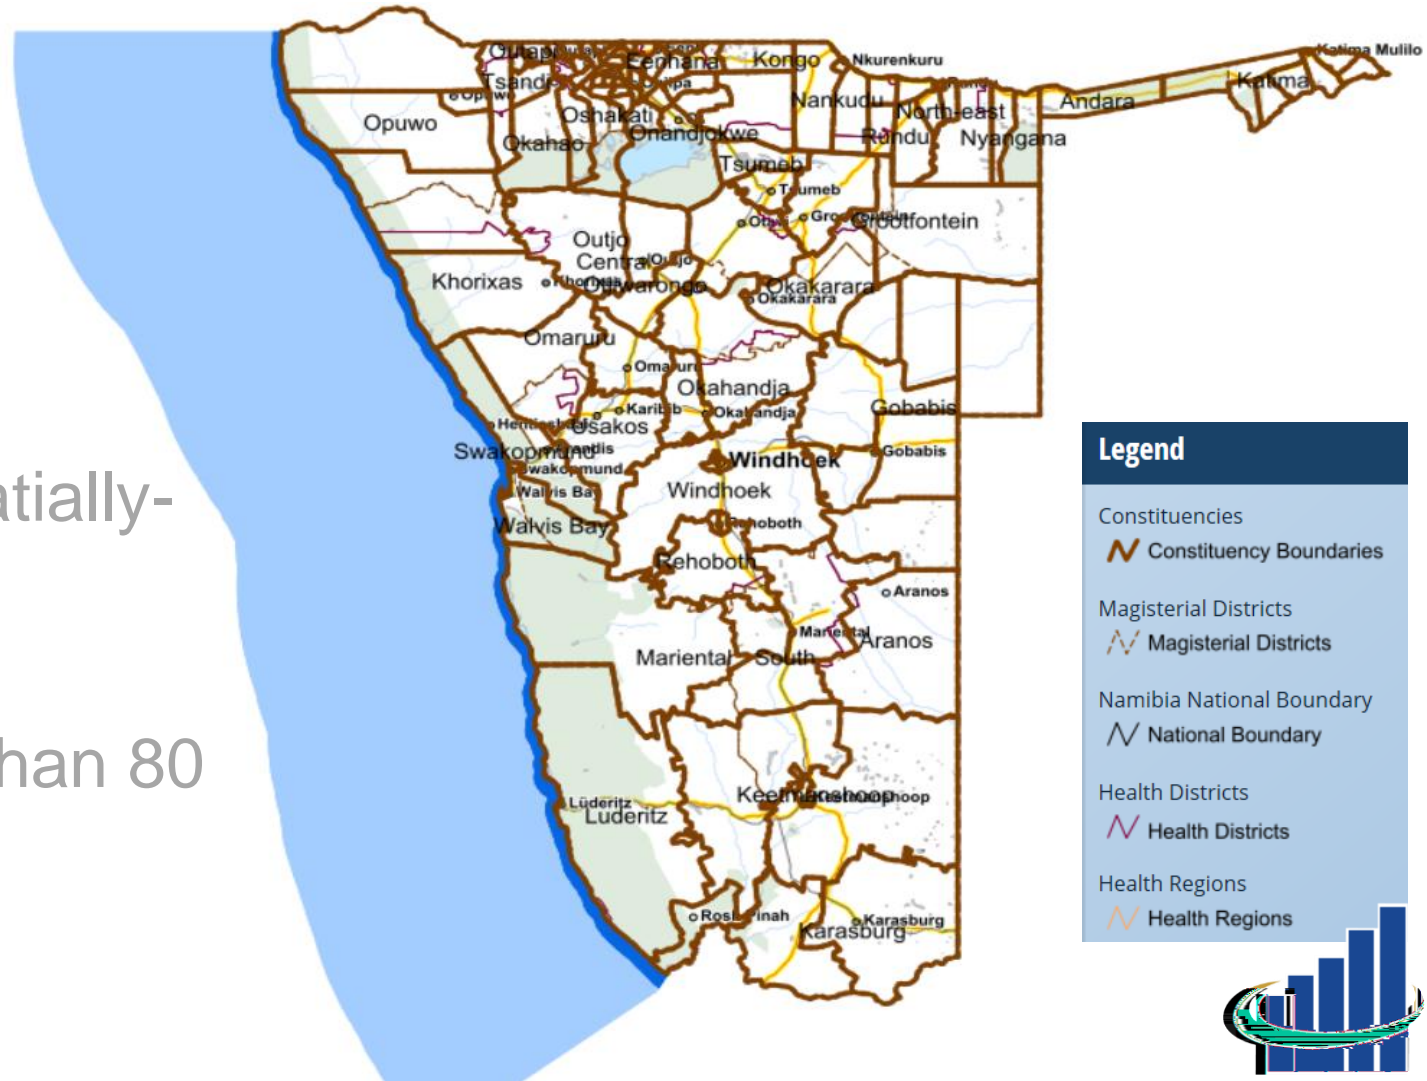 atially-
han 80
Katima Mulilo
Outapi
Eenhana
Kongo
Nkurenkuru
Tsandi
Katima
Opuwo
Nankudu
North-east
Andara
Oshakati
Onandjokwe
Rundu
Nyangana
Okahao
Tsumeb
Tsumeb
Grootfontein
Outjo
Central
Khorixas
Okakarara
Okakarara
Omaruru
Omaruru
Okahandja
Karibib
Okahandja
Gobabis
Usakos
Swakopmund
Swakopmund
Windhoek
Gobabis
Walvis Bay
Windhoek
Walvis Bay
Rehoboth
Rehoboth
Aranos
Mariental
Aranos
Mariental
South
Keetmanshoop
Keetmanshoop
Lüderitz
Luderitz
Karasburg
Karasburg
Legend
Constituencies
Constituency Boundaries
Magisterial Districts
Magisterial Districts
Namibia National Boundary
National Boundary
Health Districts
Health Districts
Health Regions
Health Regions